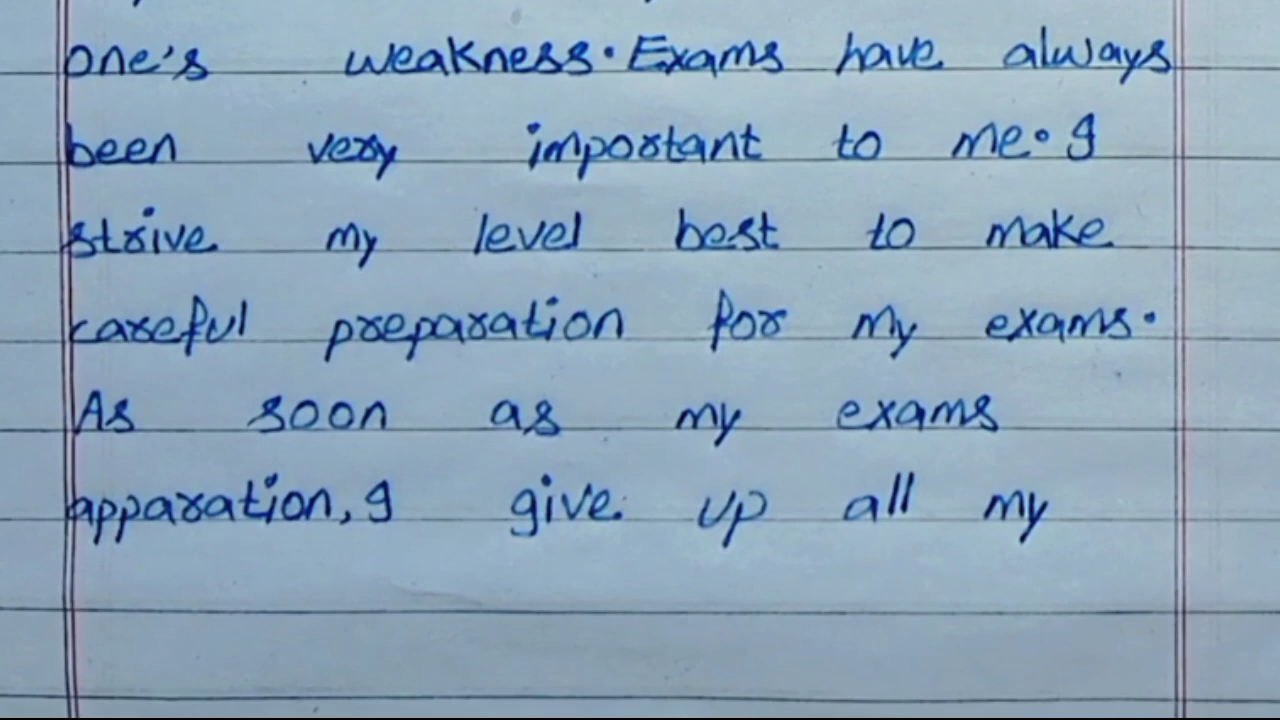 one's weakness. Exams have always
been very important to me. I
strive my level best to make
careful preparation for my exams.
As soon as my exams
apparation, I give up all my